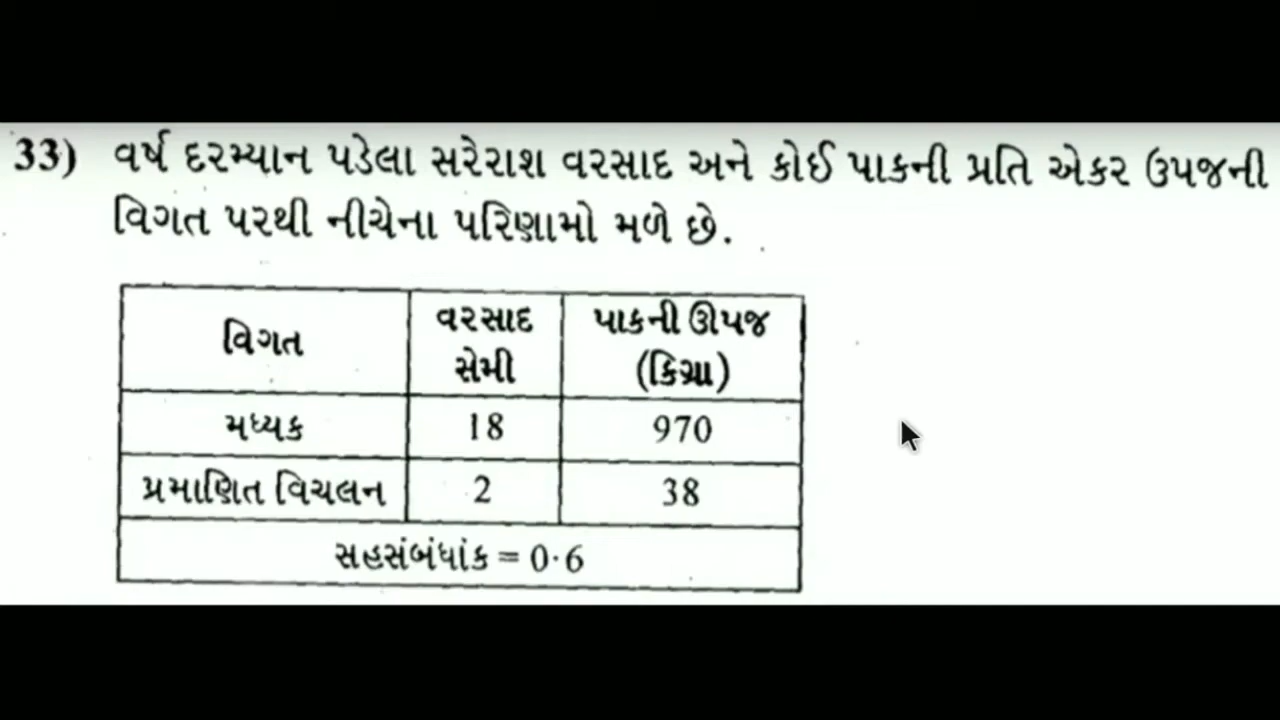 33) વર્ષ દરમ્યાન પડેલા સરેરાશ વરસાદ અને કોઈ પાકની પ્રતિ એકર ઉપજની
વિગત પરથી નીચેના પરિણામો મળે છે.
વિગત વરસાદ સેમી પાકની ઊપજ (કિગ્રા)
મધ્યક 18 970
પ્રમાણિત વિચલન 2 38
સહસંબંધાંક = 0·6